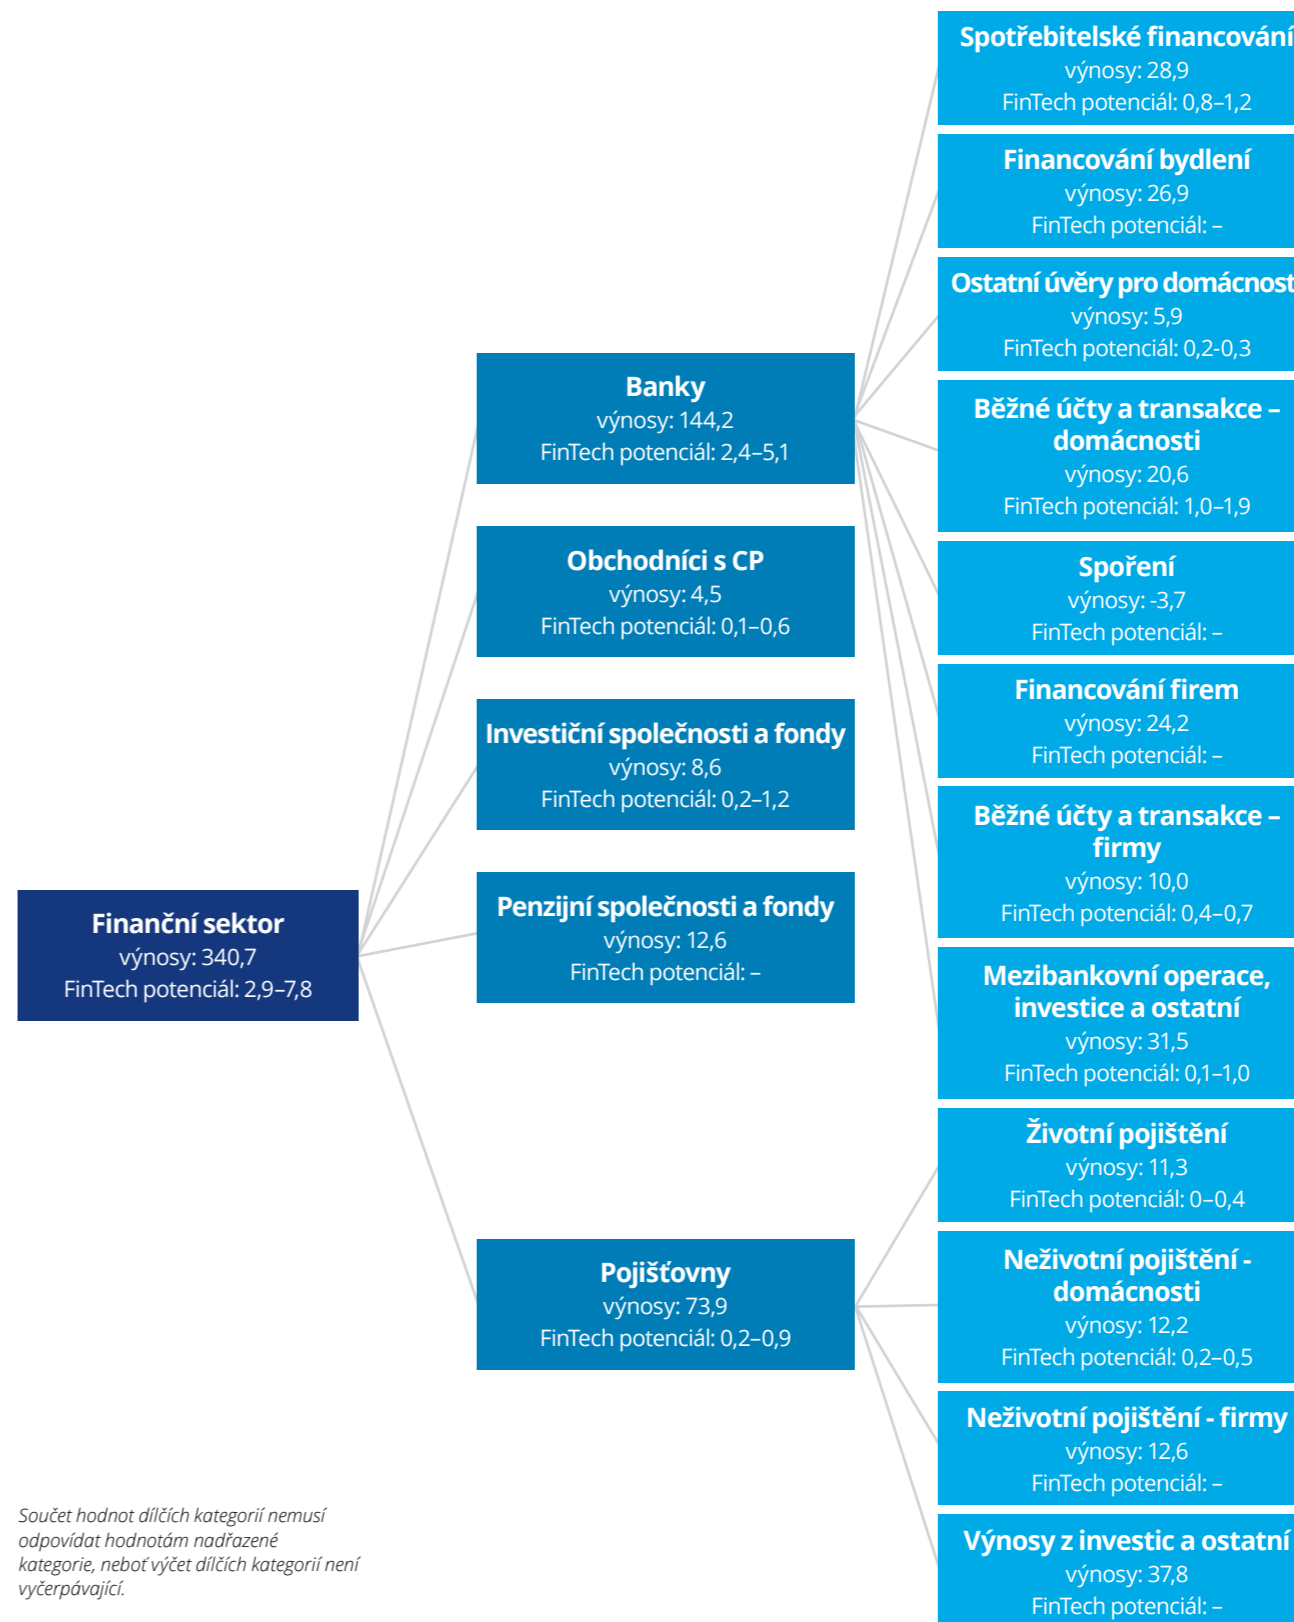 Finanční sektor
výnosy: 340,7
FinTech potenciál: 2,9–7,8
Banky
výnosy: 144,2
FinTech potenciál: 2,4–5,1
Obchodníci s CP
výnosy: 4,5
FinTech potenciál: 0,1–0,6
Investiční společnosti a fondy
výnosy: 8,6
FinTech potenciál: 0,2–1,2
Penzijní společnosti a fondy
výnosy: 12,6
FinTech potenciál: –
Pojišťovny
výnosy: 73,9
FinTech potenciál: 0,2–0,9
Spotřebitelské financování
výnosy: 28,9
FinTech potenciál: 0,8–1,2
Financování bydlení
výnosy: 26,9
FinTech potenciál: –
Ostatní úvěry pro domácnost
výnosy: 5,9
FinTech potenciál: 0,2-0,3
Běžné účty a transakce –
domácnosti
výnosy: 20,6
FinTech potenciál: 1,0–1,9
Spoření
výnosy: -3,7
FinTech potenciál: –
Financování firem
výnosy: 24,2
FinTech potenciál: –
Běžné účty a transakce –
firmy
výnosy: 10,0
FinTech potenciál: 0,4–0,7
Mezibankovní operace,
investice a ostatní
výnosy: 31,5
FinTech potenciál: 0,1–1,0
Životní pojištění
výnosy: 11,3
FinTech potenciál: 0–0,4
Neživotní pojištění -
domácnosti
výnosy: 12,2
FinTech potenciál: 0,2–0,5
Neživotní pojištění - firmy
výnosy: 12,6
FinTech potenciál: –
Výnosy z investic a ostatní
výnosy: 37,8
FinTech potenciál: –
Součet hodnot dílčích kategorií nemusí
odpovídat hodnotám nadřazené
kategorie, neboť výčet dílčích kategorií není
vyčerpávající.